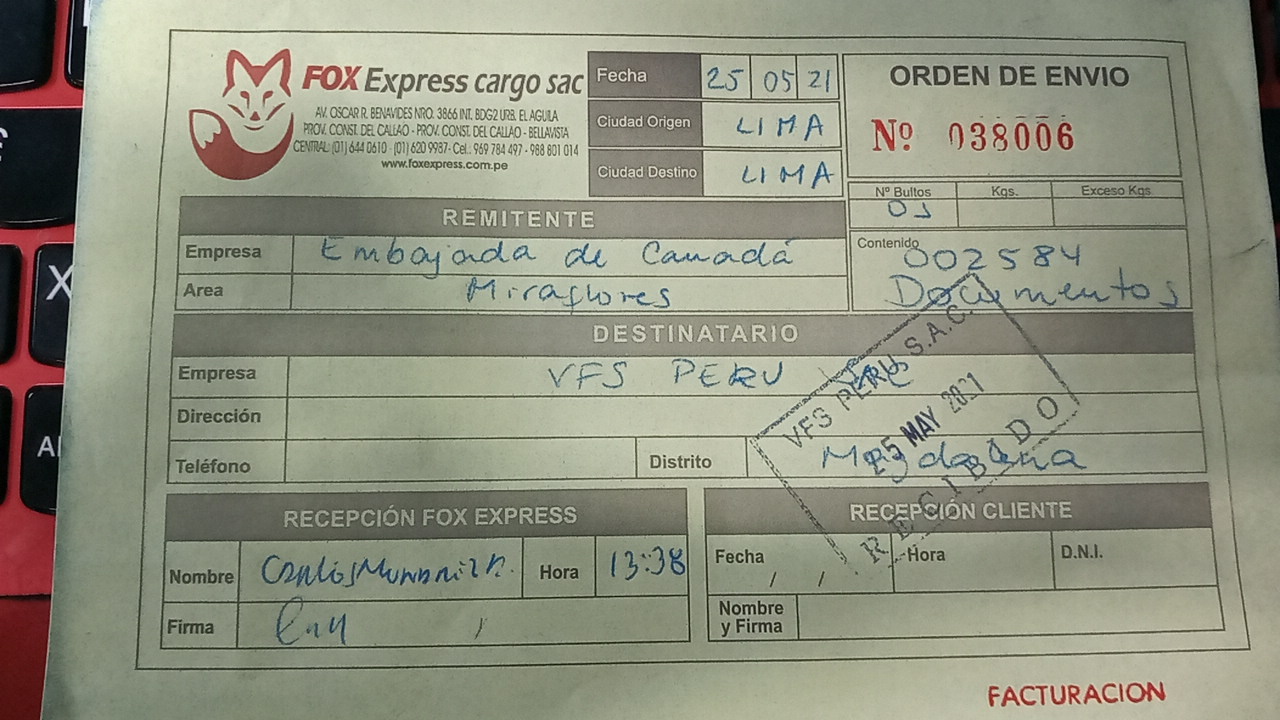 FOX Express cargo sac
AV. OSCAR R. BENAVIDES NRO. 3866 INT. BDG2 URB. EL AGUILA
PROV. CONST. DEL CALLAO - PROV. CONST. DEL CALLAO - BELLAVISTA
CENTRAL: (01) 644 0610 · (01) 620 9987- Cel.: 969 784 497 - 988 801 014
www.foxexpress.com.pe
Fecha 25 05 21
Ciudad Origen LIMA
Ciudad Destino LIMA
ORDEN DE ENVIO
Nº 038006
Nº Bultos Kgs. Exceso Kgs
01
Contenido 002584
Documentos
REMITENTE
Empresa Embajada de Canadá
Area Miraflores
DESTINATARIO
Empresa VFS PERU
Dirección
Teléfono Distrito Magdalena
VFS PERU S.A.C.
25 MAY 2021
RECIBIDO
RECEPCIÓN FOX EXPRESS
Nombre Carlos Hora 13:38
Firma
RECEPCIÓN CLIENTE
Fecha / / Hora D.N.I.
Nombre
y Firma
FACTURACION